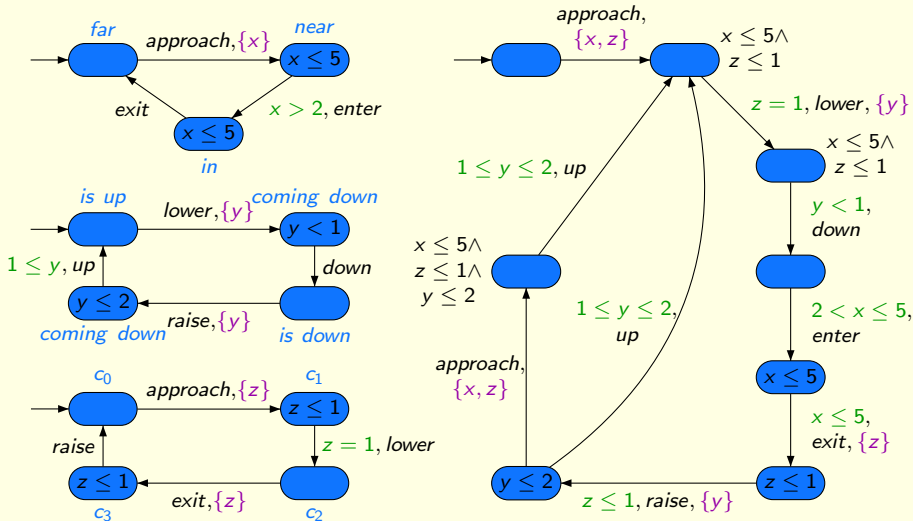 far
near
approach,{x}
x ≤ 5
exit
x > 2, enter
x ≤ 5
in
is up
coming down
lower,{y}
y < 1
1 ≤ y, up
down
y ≤ 2
raise,{y}
coming down
is down
c₀
c₁
approach,{z}
z ≤ 1
raise
z = 1, lower
z ≤ 1
exit,{z}
c₃
c₂
approach,
{x, z}
x ≤ 5∧
z ≤ 1
z = 1, lower, {y}
x ≤ 5∧
z ≤ 1
1 ≤ y ≤ 2, up
y < 1,
down
x ≤ 5∧
z ≤ 1∧
y ≤ 2
1 ≤ y ≤ 2,
up
2 < x ≤ 5,
enter
approach,
{x, z}
x ≤ 5
x ≤ 5,
exit, {z}
y ≤ 2
z ≤ 1, raise, {y}
z ≤ 1